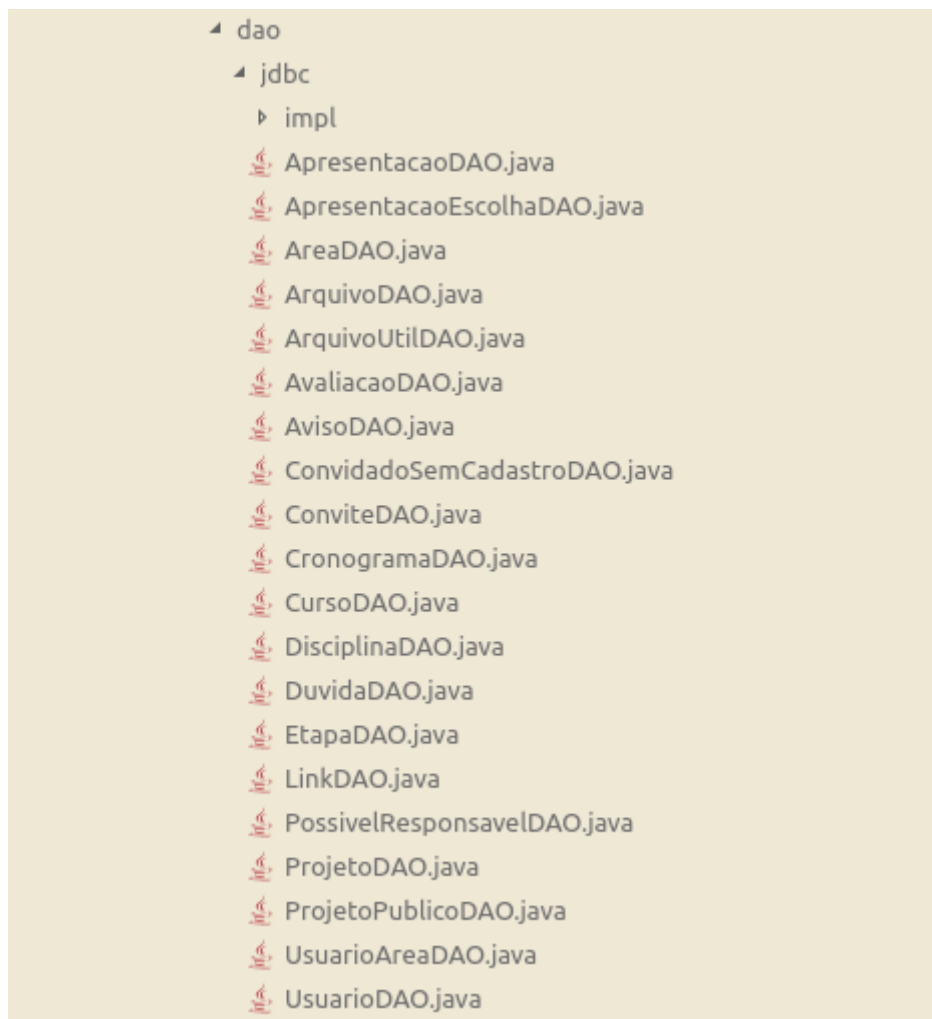 dao
jdbc
impl
ApresentacaoDAO.java
ApresentacaoEscolhaDAO.java
AreaDAO.java
ArquivoDAO.java
ArquivoUtilDAO.java
AvaliacaoDAO.java
AvisoDAO.java
ConvidadoSemCadastroDAO.java
ConviteDAO.java
CronogramaDAO.java
CursoDAO.java
DisciplinaDAO.java
DuvidaDAO.java
EtapaDAO.java
LinkDAO.java
PossivelResponsavelDAO.java
ProjetoDAO.java
ProjetoPublicoDAO.java
UsuarioAreaDAO.java
UsuarioDAO.java